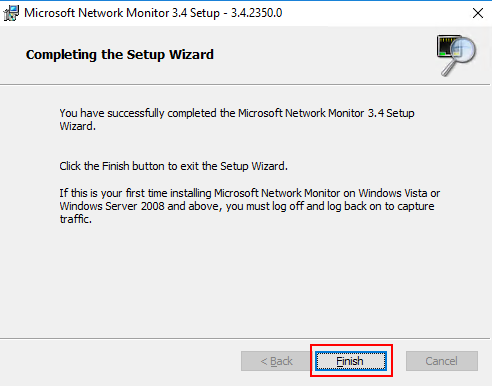 Microsoft Network Monitor 3.4 Setup - 3.4.2350.0
Completing the Setup Wizard
You have successfully completed the Microsoft Network Monitor 3.4 Setup
Wizard.
Click the Finish button to exit the Setup Wizard.
If this is your first time installing Microsoft Network Monitor on Windows Vista or
Windows Server 2008 and above, you must log off and log back on to capture
traffic.
< Back Finish Cancel